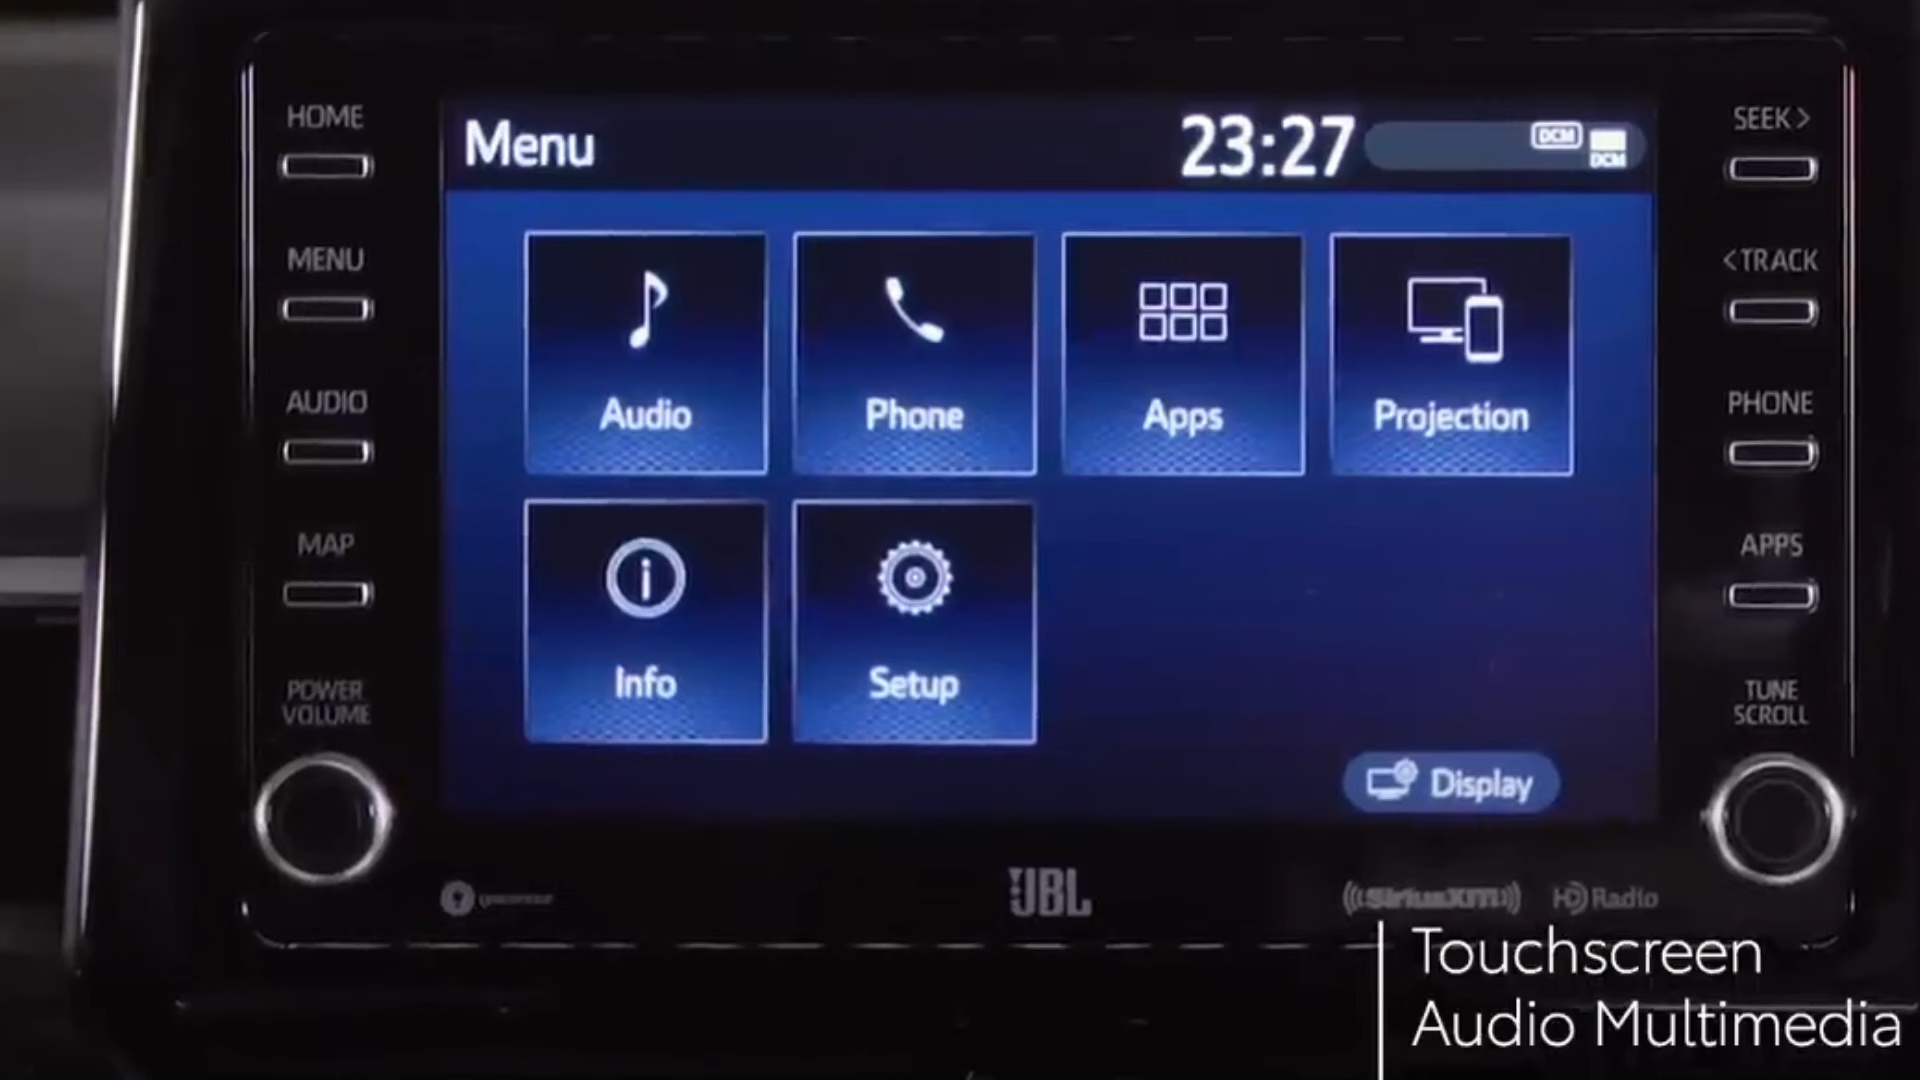 HOME
MENU
AUDIO
MAP
POWER
VOLUME
Menu
23:27
DCM
DCM
Audio
Phone
Apps
Projection
Info
Setup
Display
SEEK>
<TRACK
PHONE
APPS
TUNE
SCROLL
JBL
((SiriusXM))
HD Radio
Touchscreen
Audio Multimedia